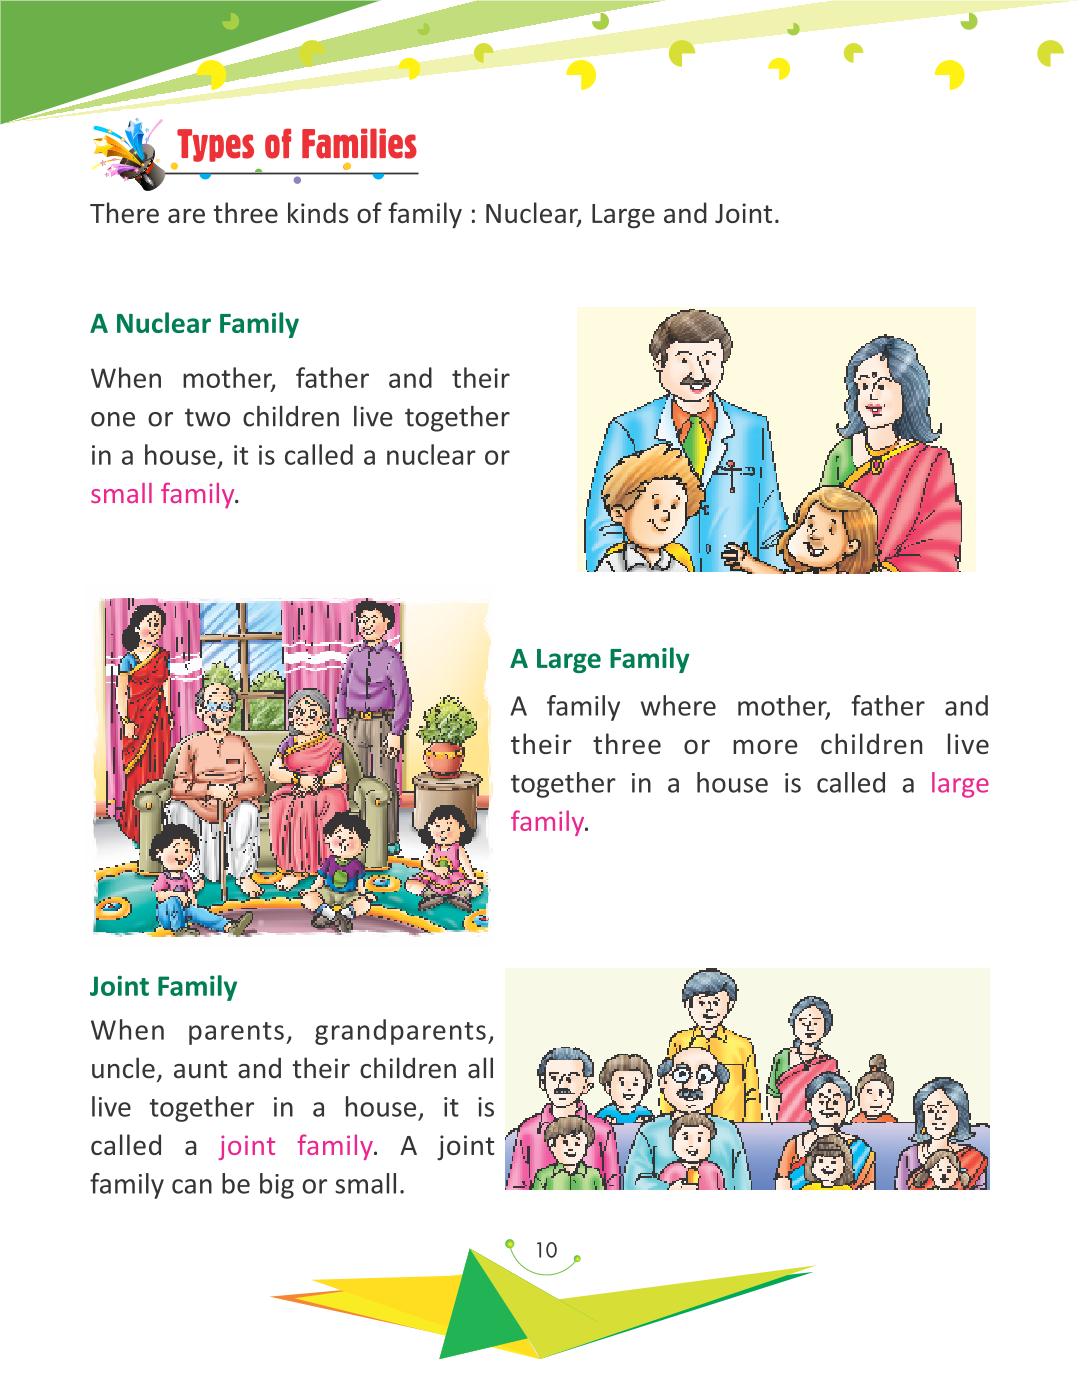 Types of Families
There are three kinds of family : Nuclear, Large and Joint.
A Nuclear Family
When mother, father and their
one or two children live together
in a house, it is called a nuclear or
small family.
A Large Family
A family where mother, father and
their three or more children live
together in a house is called a large
family.
Joint Family
When parents, grandparents,
uncle, aunt and their children all
live together in a house, it is
called a joint family. A joint
family can be big or small.
10